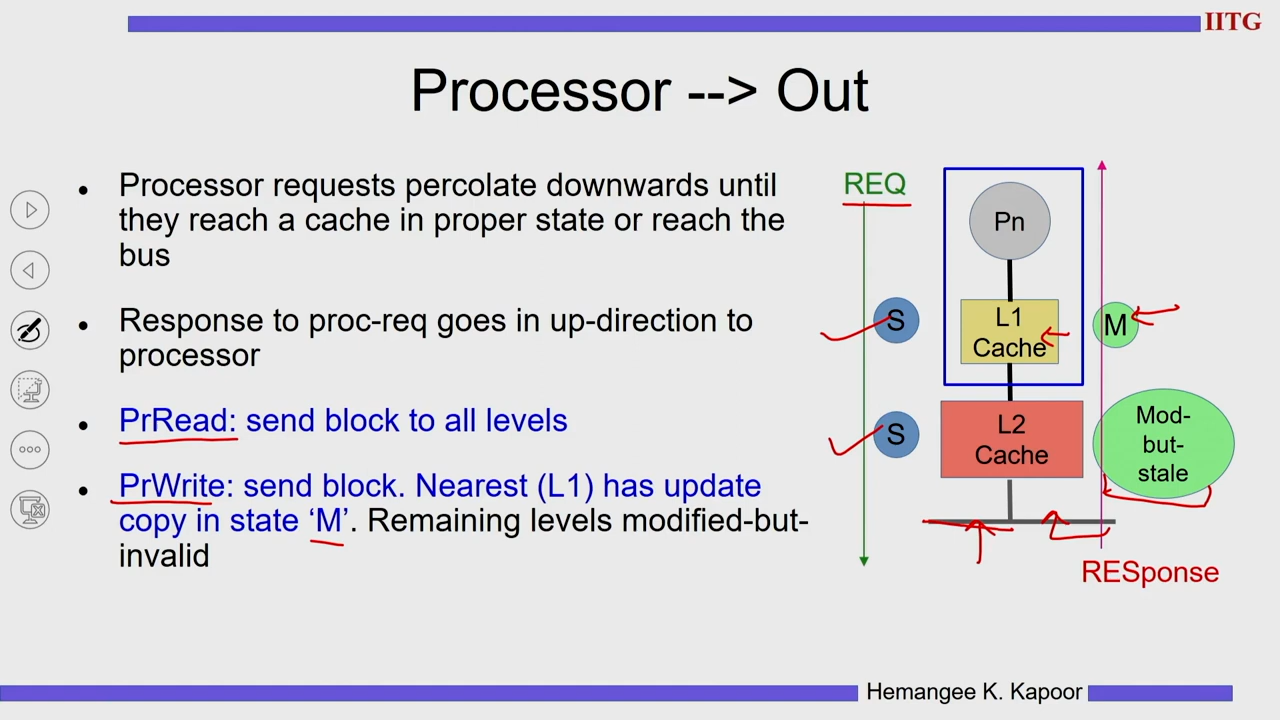 IITG
Processor --> Out
• Processor requests percolate downwards until
they reach a cache in proper state or reach the
bus
• Response to proc-req goes in up-direction to
processor
• PrRead: send block to all levels
• PrWrite: send block. Nearest (L1) has update
copy in state ‘M’. Remaining levels modified-but-
invalid
REQ
Pn
S
L1
Cache
M
S
L2
Cache
Mod-
but-
stale
RESponse
Hemangee K. Kapoor